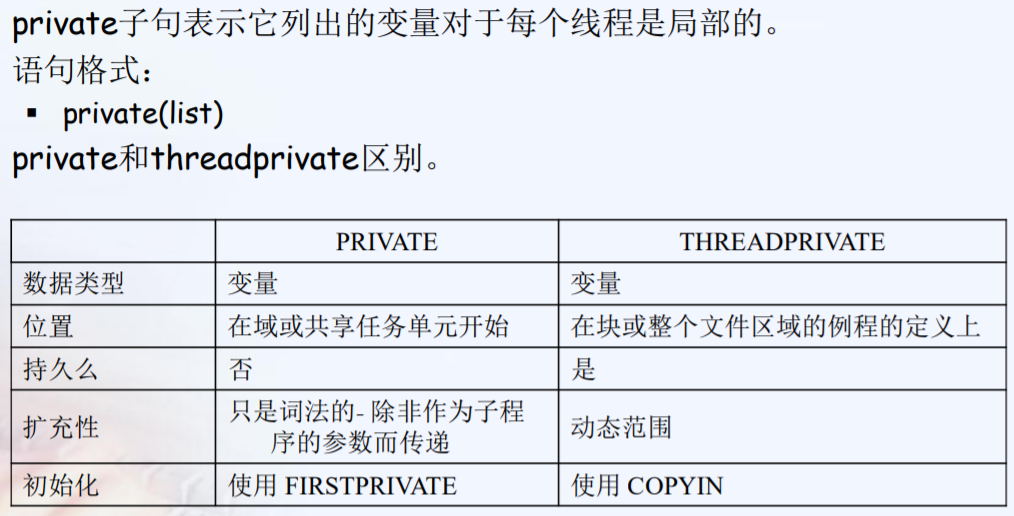 private子句表示它列出的变量对于每个线程是局部的。
语句格式：
▪ private(list)
private和threadprivate区别。
PRIVATE THREADPRIVATE
数据类型 变量 变量
位置 在域或共享任务单元开始 在块或整个文件区域的例程的定义上
持久么 否 是
扩充性 只是词法的- 除非作为子程 动态范围
序的参数而传递
初始化 使用 FIRSTPRIVATE 使用 COPYIN